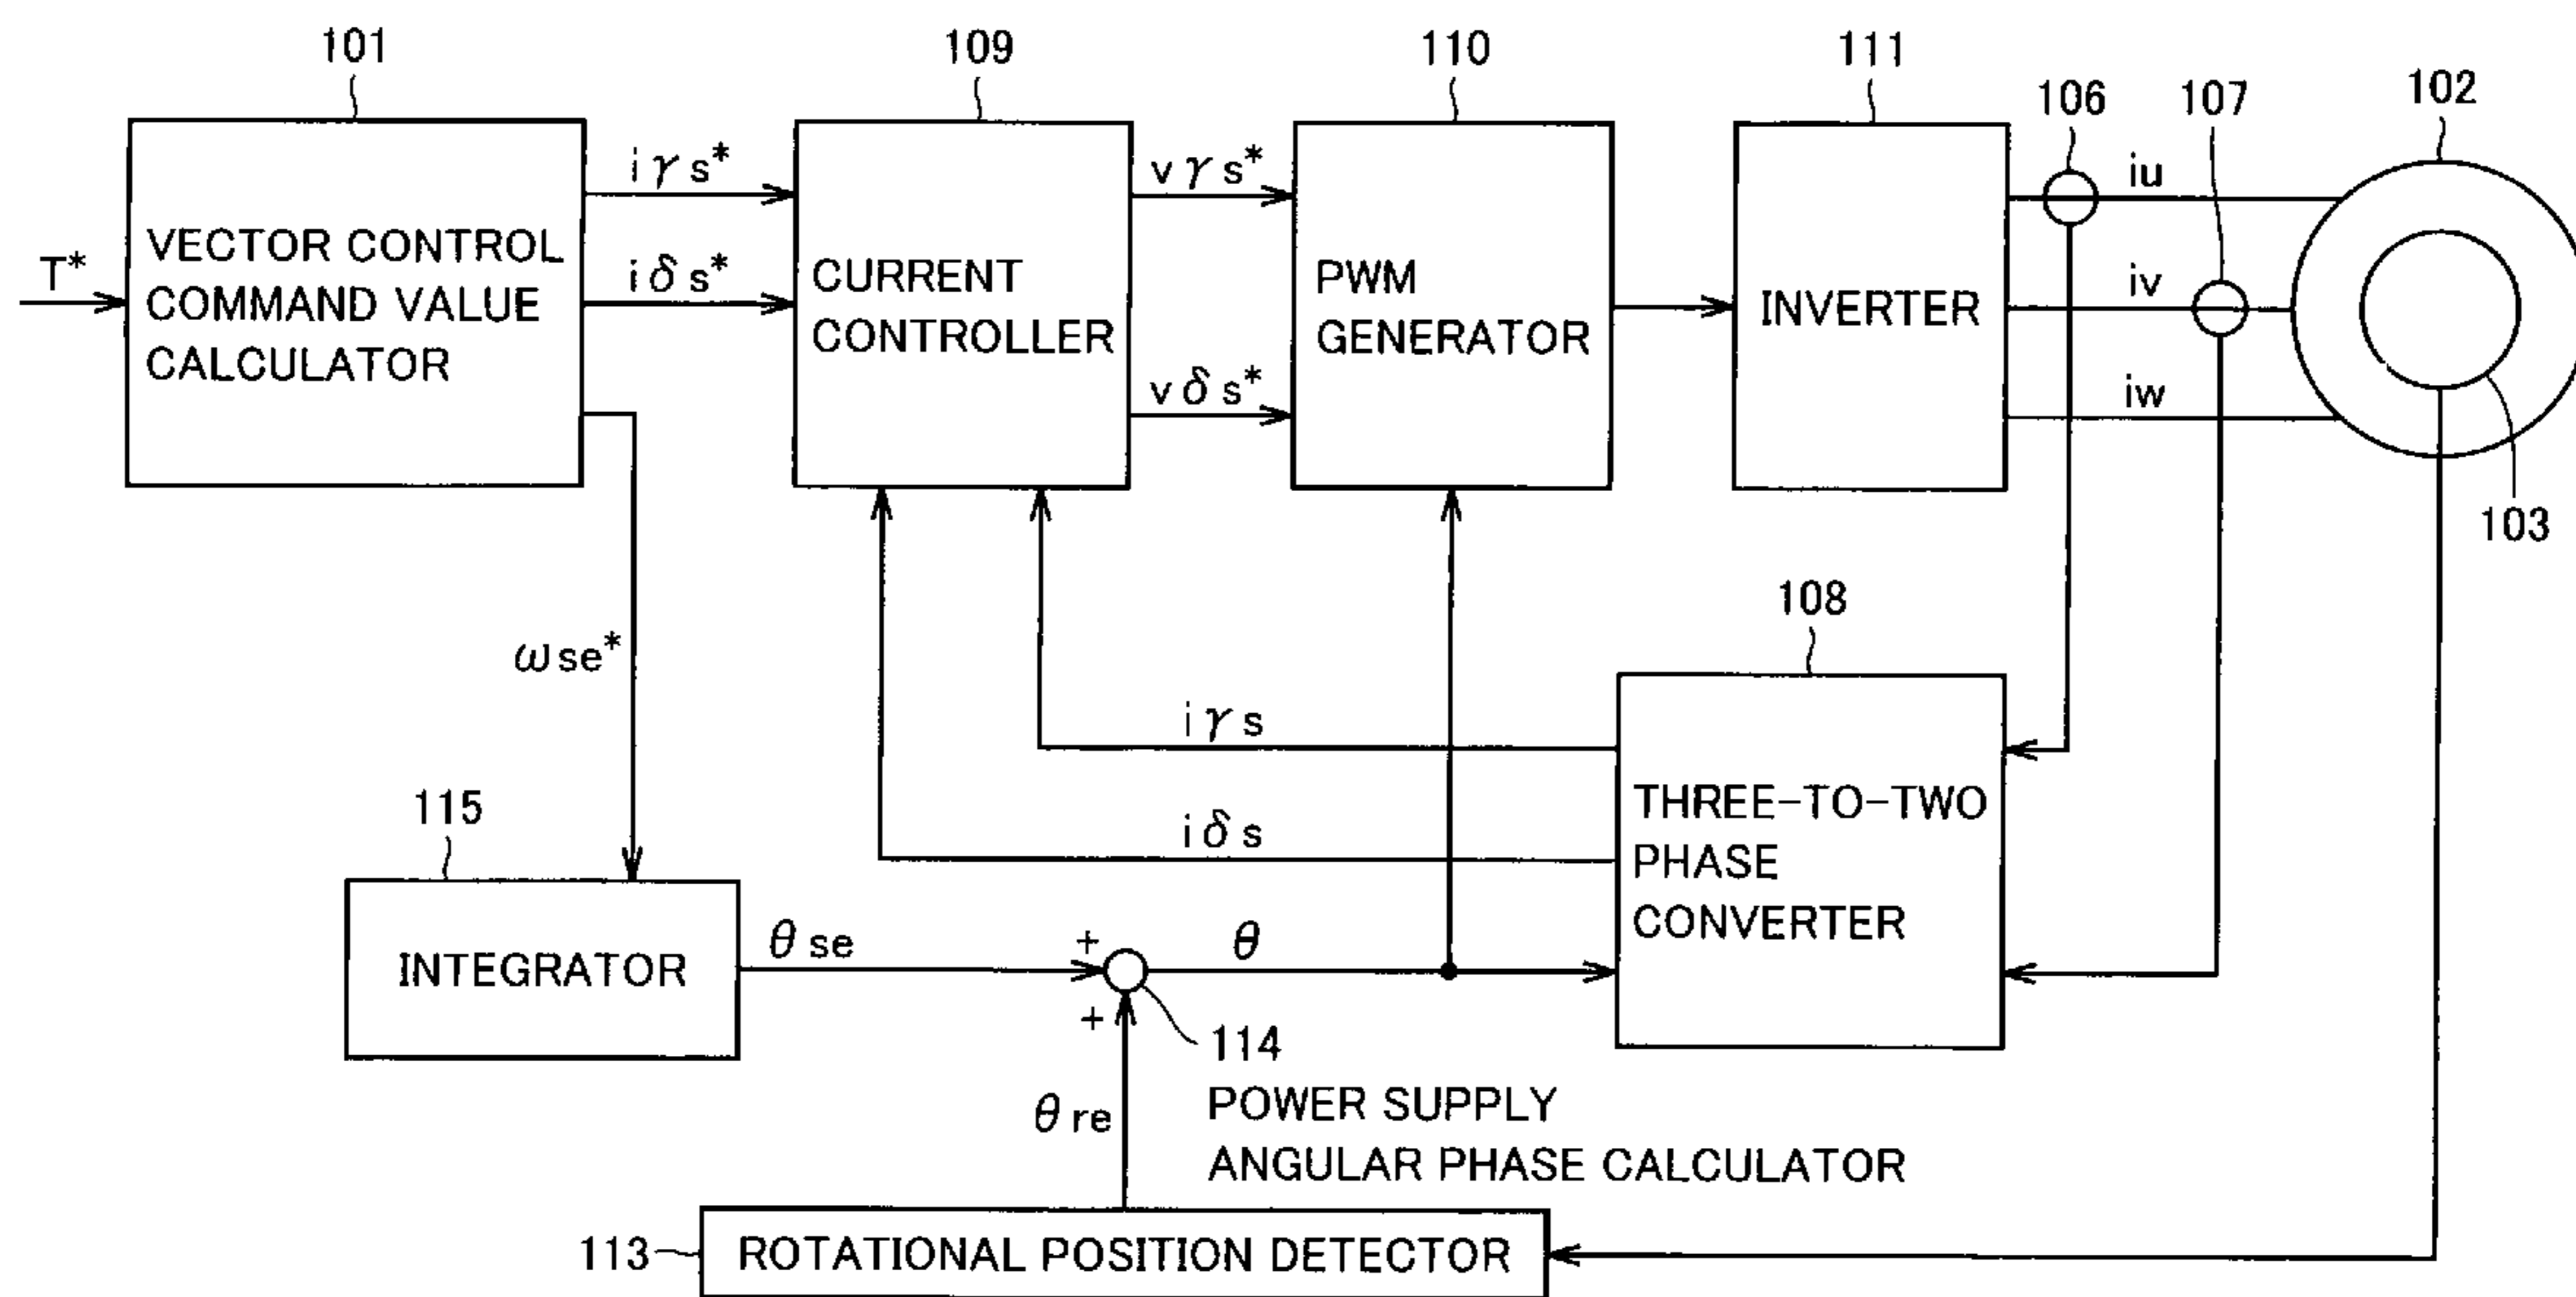 101
109
110
111
106
107
102
T*
VECTOR CONTROL
COMMAND VALUE
CALCULATOR
iγs*
iδs*
CURRENT
CONTROLLER
vγs*
vδs*
PWM
GENERATOR
INVERTER
iu
iv
iw
103
ωse*
108
iγs
iδs
THREE-TO-TWO
PHASE
CONVERTER
115
INTEGRATOR
θse
+
+
θ
114
POWER SUPPLY
ANGULAR PHASE CALCULATOR
θre
113
ROTATIONAL POSITION DETECTOR